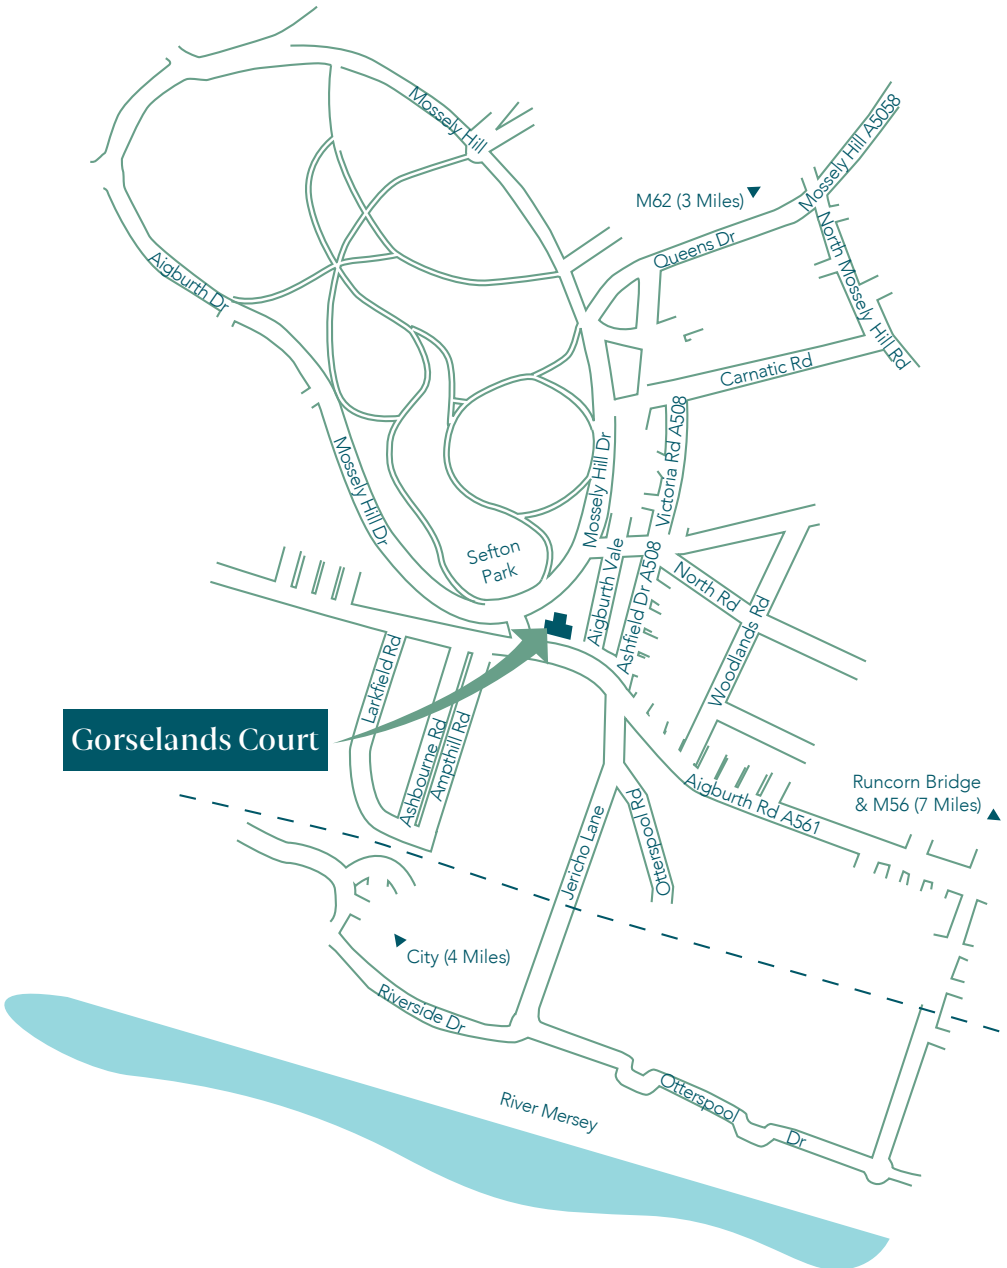 Mossely Hill
Mossely Hill A5058
M62 (3 Miles)
Queens Dr
North Mossely Hill Rd
Aigburth Dr
Carnatic Rd
Victoria Rd A508
Mossely Hill Dr
Mossely Hill Dr
Sefton
Park
Aigburth Vale
Ashfield Dr A508
North Rd
Woodlands Rd
Larkfield Rd
Gorselands Court
Ashbourne Rd
Ampthill Rd
Aigburth Rd A561
Runcorn Bridge
& M56 (7 Miles)
Otterspool Rd
Jericho Lane
City (4 Miles)
Riverside Dr
Otterspool
Dr
River Mersey